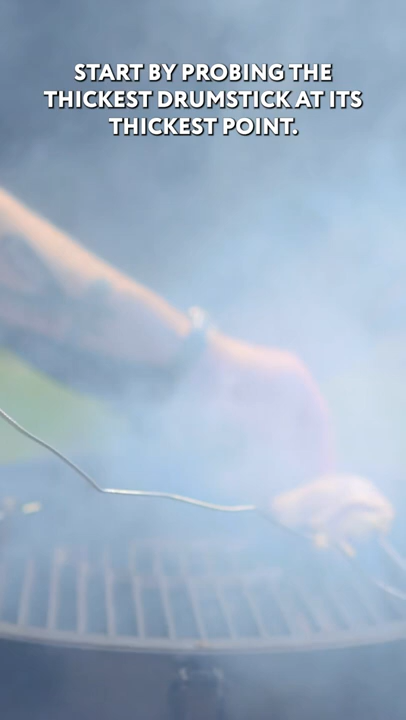 START BY PROBING THE
THICKEST DRUMSTICK AT ITS
THICKEST POINT.